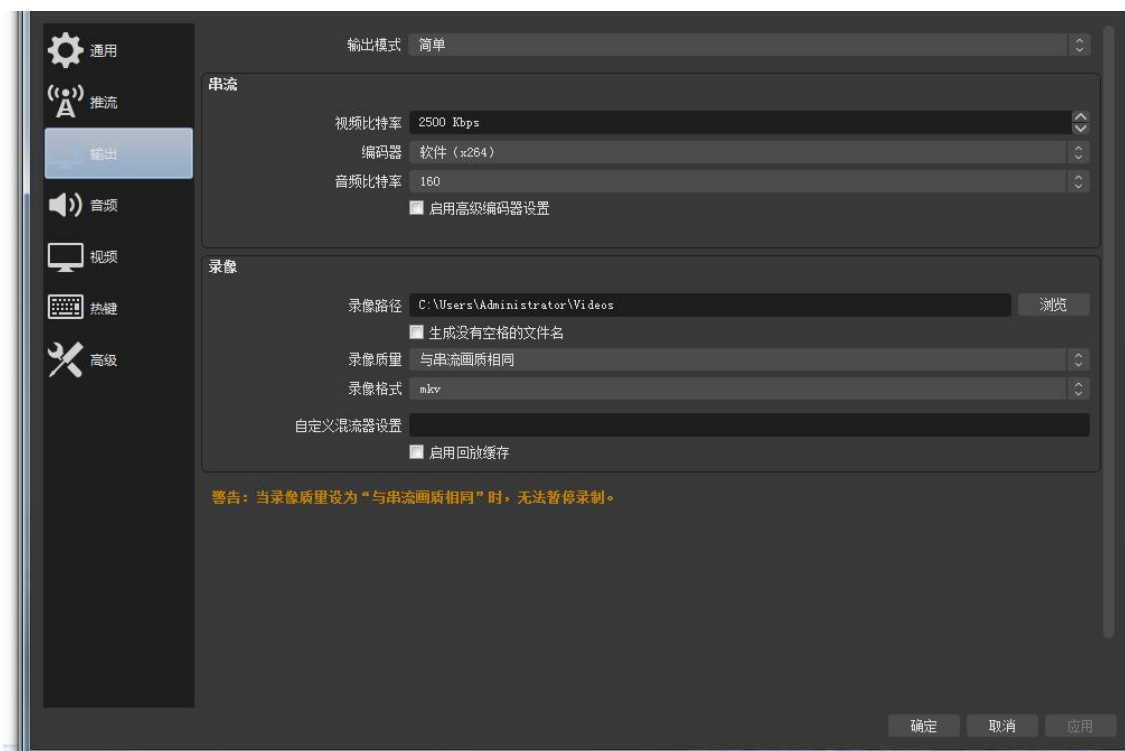 通用
推流
输出
音频
视频
热键
高级
输出模式 简单
串流
视频比特率 2500 Kbps
编码器 软件（x264）
音频比特率 160
启用高级编码器设置
录像
录像路径 C:\Users\Administrator\Videos 浏览
生成没有空格的文件名
录像质量 与串流画质相同
录像格式 mkv
自定义混流器设置
启用回放缓存
警告：当录像质量设为“与串流画质相同”时，无法暂停录制。
确定 取消 应用